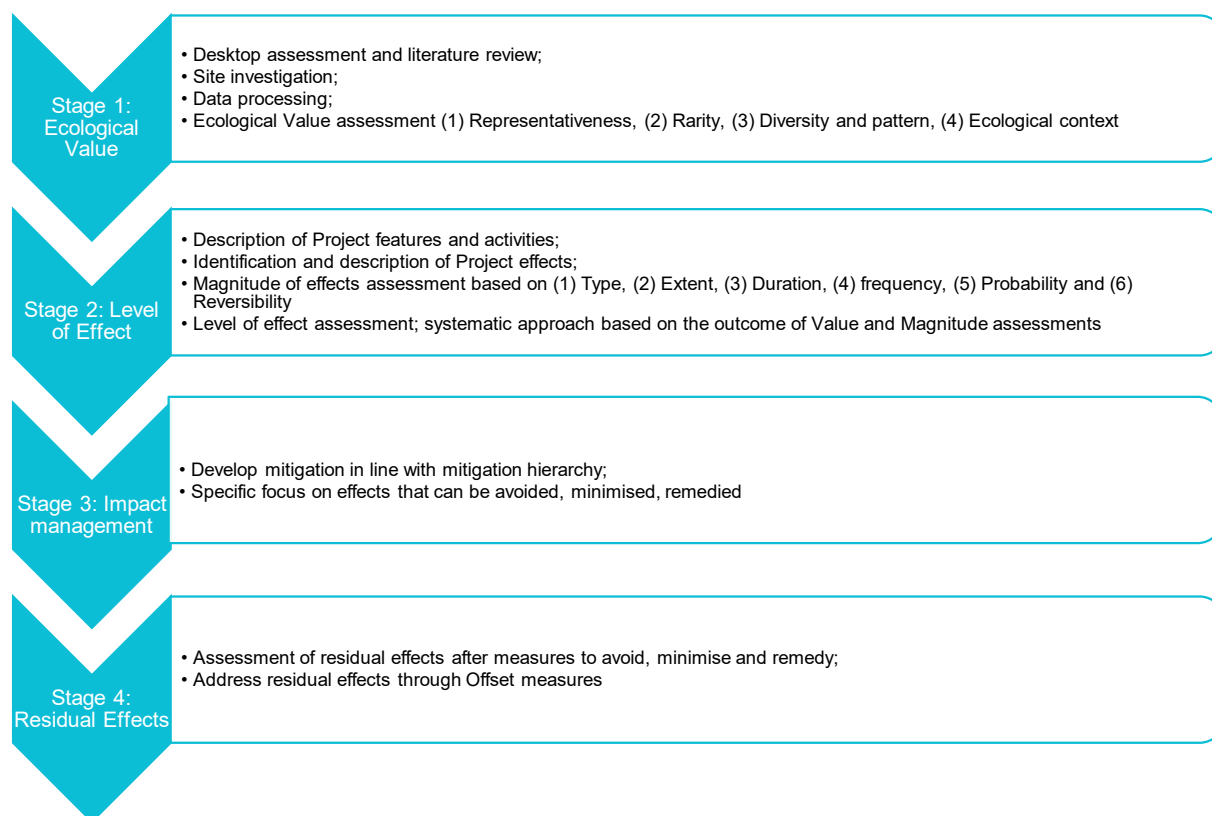 Stage 1:
Ecological
Value
• Desktop assessment and literature review;
• Site investigation;
• Data processing;
• Ecological Value assessment (1) Representativeness, (2) Rarity, (3) Diversity and pattern, (4) Ecological context
Stage 2: Level
of Effect
• Description of Project features and activities;
• Identification and description of Project effects;
• Magnitude of effects assessment based on (1) Type, (2) Extent, (3) Duration, (4) frequency, (5) Probability and (6)
Reversibility
• Level of effect assessment; systematic approach based on the outcome of Value and Magnitude assessments
Stage 3: Impact
management
• Develop mitigation in line with mitigation hierarchy;
• Specific focus on effects that can be avoided, minimised, remedied
Stage 4:
Residual Effects
• Assessment of residual effects after measures to avoid, minimise and remedy;
• Address residual effects through Offset measures